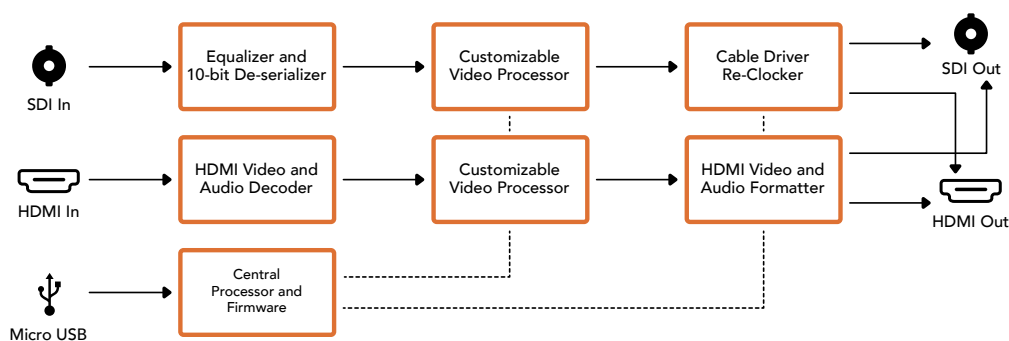 SDI In
Equalizer and
10-bit De-serializer
Customizable
Video Processor
Cable Driver
Re-Clocker
SDI Out
HDMI In
HDMI Video and
Audio Decoder
Customizable
Video Processor
HDMI Video and
Audio Formatter
HDMI Out
Micro USB
Central
Processor and
Firmware